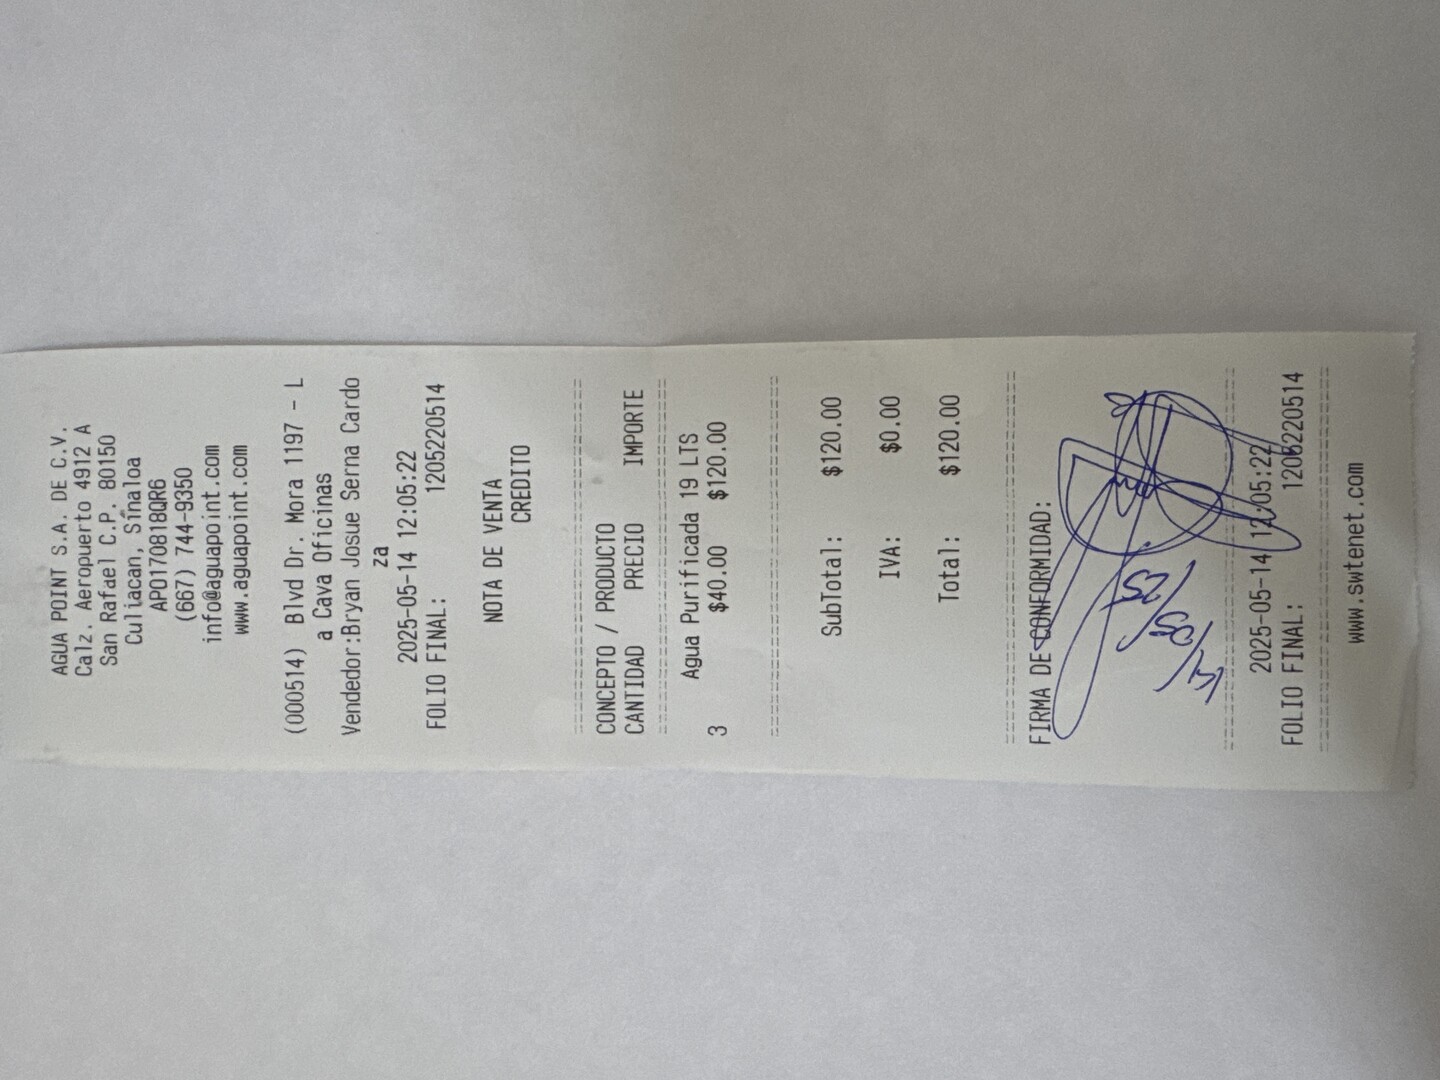 AGUA POINT S.A. DE C.V.
Calz. Aeropuerto 4912 A
San Rafael C.P. 80150
Culiacan, Sinaloa
APO170818QR6
(667) 744-9350
info@aguapoint.com
www.aguapoint.com
(000514) Blvd Dr. Mora 1197 - L
a Cava Oficinas
Vendedor:Bryan Josue Serna Cardo
za
2025-05-14 12:05:22
FOLIO FINAL: 1205220514
NOTA DE VENTA
CREDITO
CONCEPTO / PRODUCTO
CANTIDAD PRECIO IMPORTE
Agua Purificada 19 LTS
3 $40.00 $120.00
SubTotal: $120.00
IVA: $0.00
Total: $120.00
FIRMA DE CONFORMIDAD:
14/05/25
2025-05-14 12:05:22
FOLIO FINAL: 1205220514
www.swtenet.com